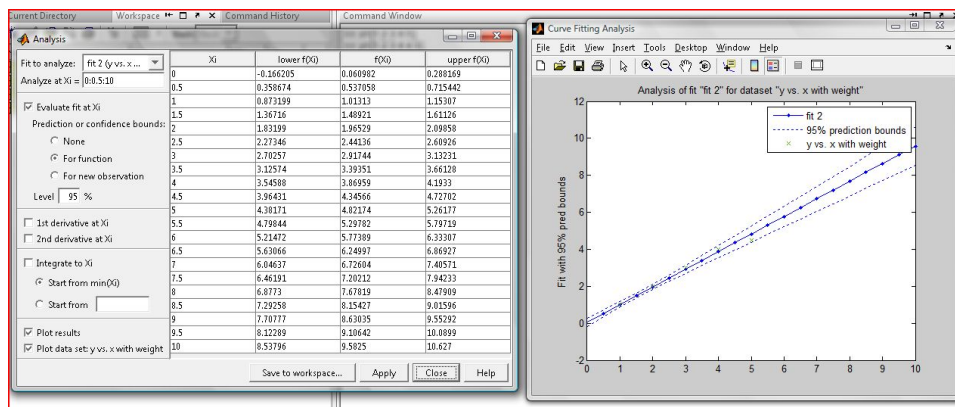 Current Directory Workspace Command History Command Window
Analysis
Fit to analyze: fit 2 (y vs. x ...
Analyze at Xi = 0:0.5:10
Evaluate fit at Xi
Prediction or confidence bounds:
None
For function
For new observation
Level 95 %
1st derivative at Xi
2nd derivative at Xi
Integrate to Xi
Start from min(Xi)
Start from
Plot results
Plot data set: y vs. x with weight
Xi lower f(Xi) f(Xi) upper f(Xi)
0 -0.166205 0.060982 0.288169
0.5 0.358674 0.537058 0.715442
1 0.873199 1.01313 1.15307
1.5 1.36716 1.48921 1.61126
2 1.83199 1.96529 2.09858
2.5 2.27346 2.44136 2.60926
3 2.70257 2.91744 3.13231
3.5 3.12574 3.39351 3.66128
4 3.54588 3.86959 4.1933
4.5 3.96431 4.34566 4.72702
5 4.38171 4.82174 5.26177
5.5 4.79844 5.29782 5.79719
6 5.21472 5.77389 6.33307
6.5 5.63066 6.24997 6.86927
7 6.04637 6.72604 7.40571
7.5 6.46191 7.20212 7.94233
8 6.8773 7.67819 8.47909
8.5 7.29258 8.15427 9.01596
9 7.70777 8.63035 9.55292
9.5 8.12289 9.10642 10.0899
10 8.53796 9.5825 10.627
Save to workspace... Apply Close Help
Curve Fitting Analysis
File Edit View Insert Tools Desktop Window Help
Analysis of fit "fit 2" for dataset "y vs. x with weight"
fit 2
95% prediction bounds
y vs. x with weight
Fit with 95% pred bounds
12
10
8
6
4
2
0
-2
0 1 2 3 4 5 6 7 8 9 10